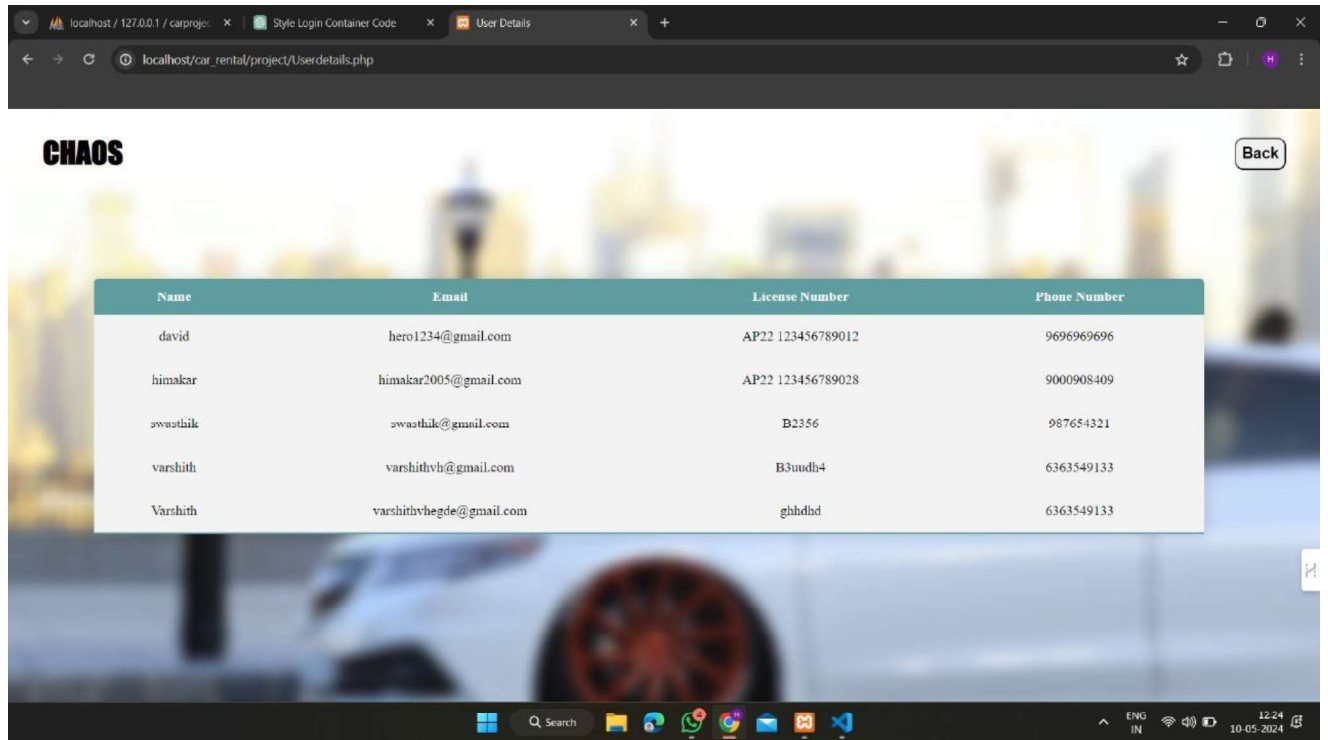 localhost / 127.0.0.1 / carprojec
Style Login Container Code
User Details
localhost/car_rental/project/Userdetails.php
H
CHAOS
Back
Name Email License Number Phone Number
david hero1234@gmail.com AP22 123456789012 9696969696
himakar himakar2005@gmail.com AP22 123456789028 9000908409
swasthik swasthik@gmail.com B2356 987654321
varshith varshithvh@gmail.com B3uudh4 6363549133
Varshith varshithvhegde@gmail.com ghhdhd 6363549133
Search
ENG
IN
12:24
10-05-2024